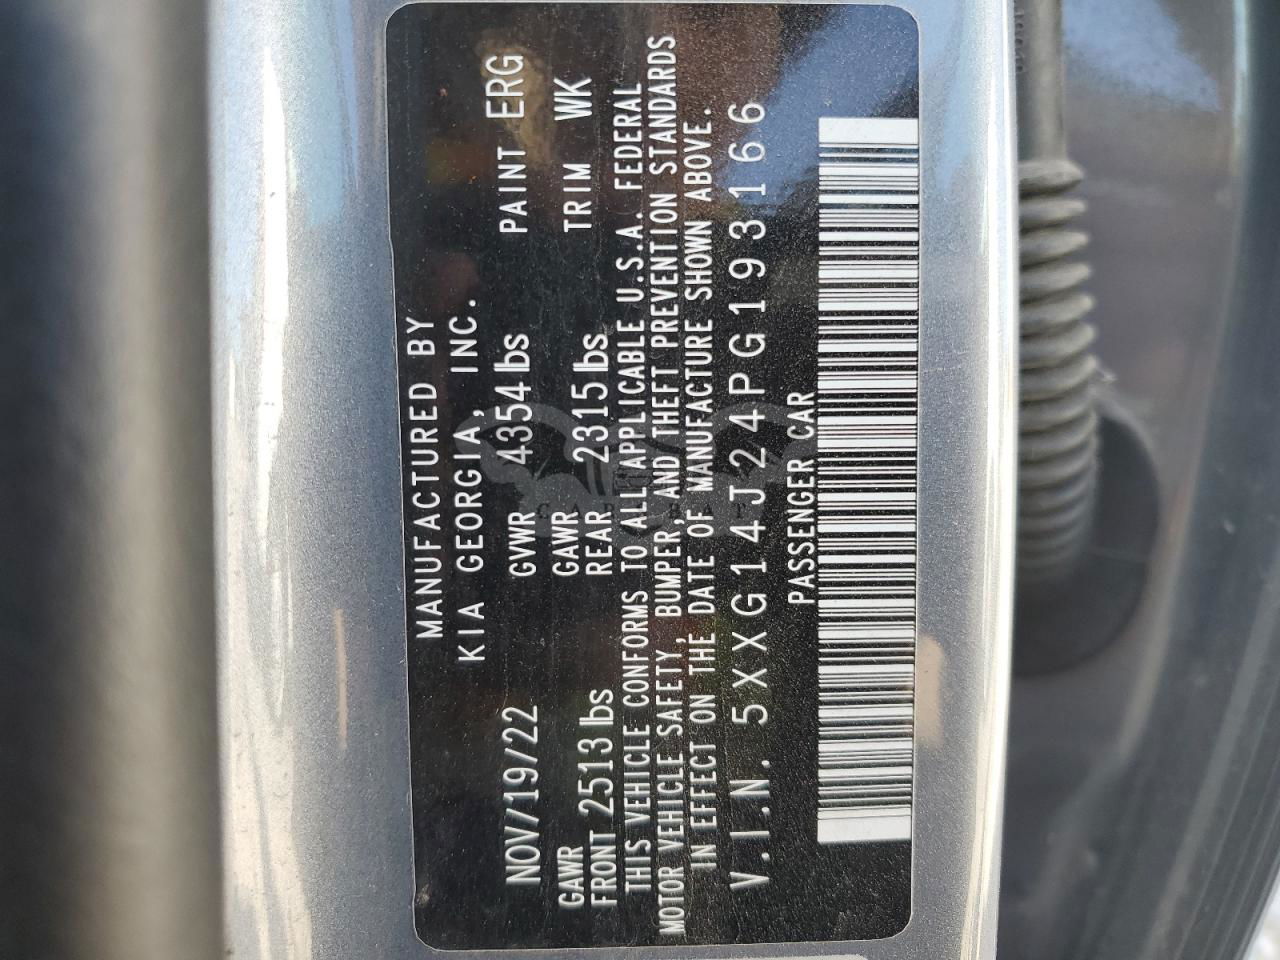 MANUFACTURED BY
KIA GEORGIA, INC.
NOV/19/22 GVWR 4354 lbs PAINT ERG
GAWR FRONT 2513 lbs GAWR REAR 2315 lbs TRIM WK
THIS VEHICLE CONFORMS TO ALL APPLICABLE U.S.A. FEDERAL
MOTOR VEHICLE SAFETY, BUMPER, AND THEFT PREVENTION STANDARDS
IN EFFECT ON THE DATE OF MANUFACTURE SHOWN ABOVE.
V.I.N. 5XXG14J24PG193166
PASSENGER CAR